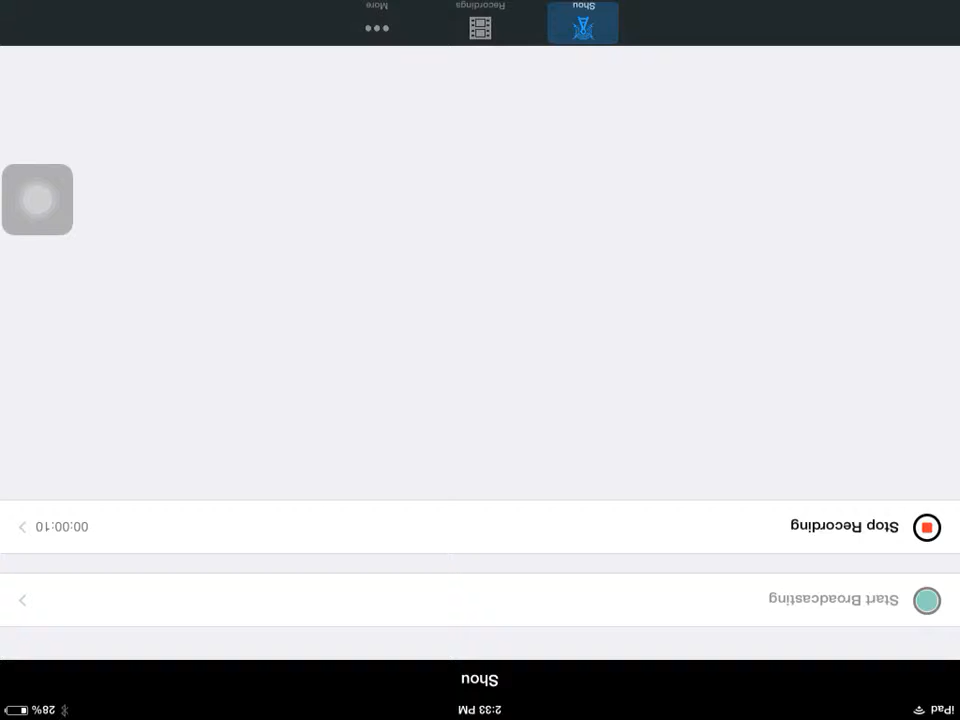 iPad 2:33 PM 28%
Shou
Start Broadcasting
Stop Recording 00:00:10
Shou Recordings More